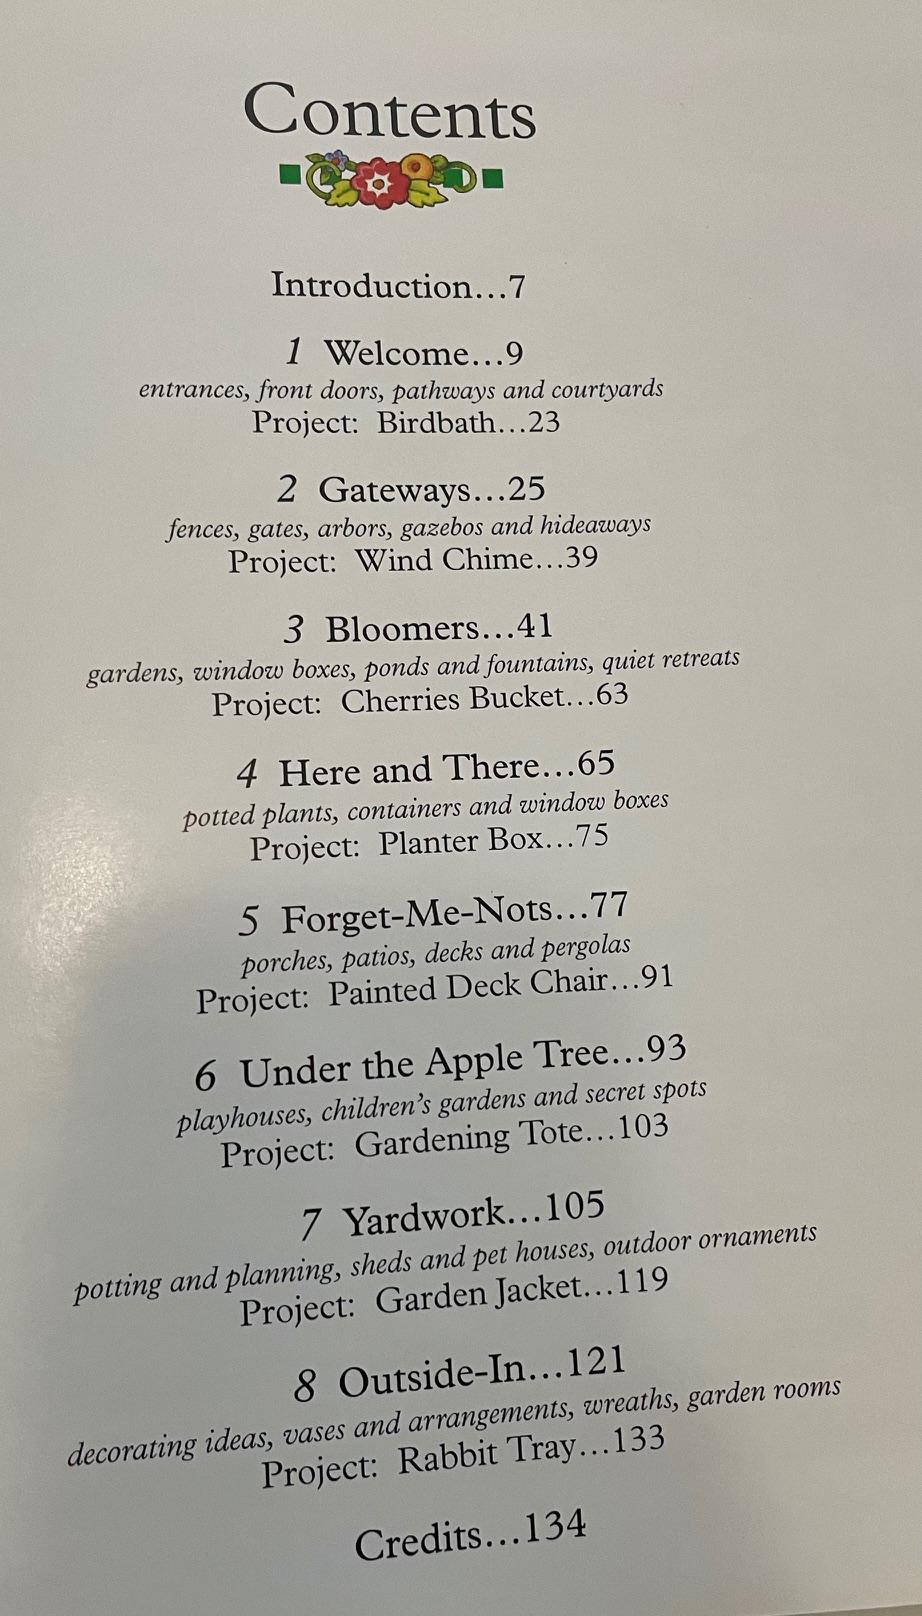 Contents
Introduction...7
1 Welcome...9
entrances, front doors, pathways and courtyards
Project: Birdbath...23
2 Gateways...25
fences, gates, arbors, gazebos and hideaways
Project: Wind Chime...39
3 Bloomers...41
gardens, window boxes, ponds and fountains, quiet retreats
Project: Cherries Bucket...63
4 Here and There...65
potted plants, containers and window boxes
Project: Planter Box...75
5 Forget-Me-Nots...77
porches, patios, decks and pergolas
Project: Painted Deck Chair...91
6 Under the Apple Tree...93
playhouses, children's gardens and secret spots
Project: Gardening Tote...103
7 Yardwork...105
potting and planning, sheds and pet houses, outdoor ornaments
Project: Garden Jacket...119
8 Outside-In...121
decorating ideas, vases and arrangements, wreaths, garden rooms
Project: Rabbit Tray...133
Credits...134